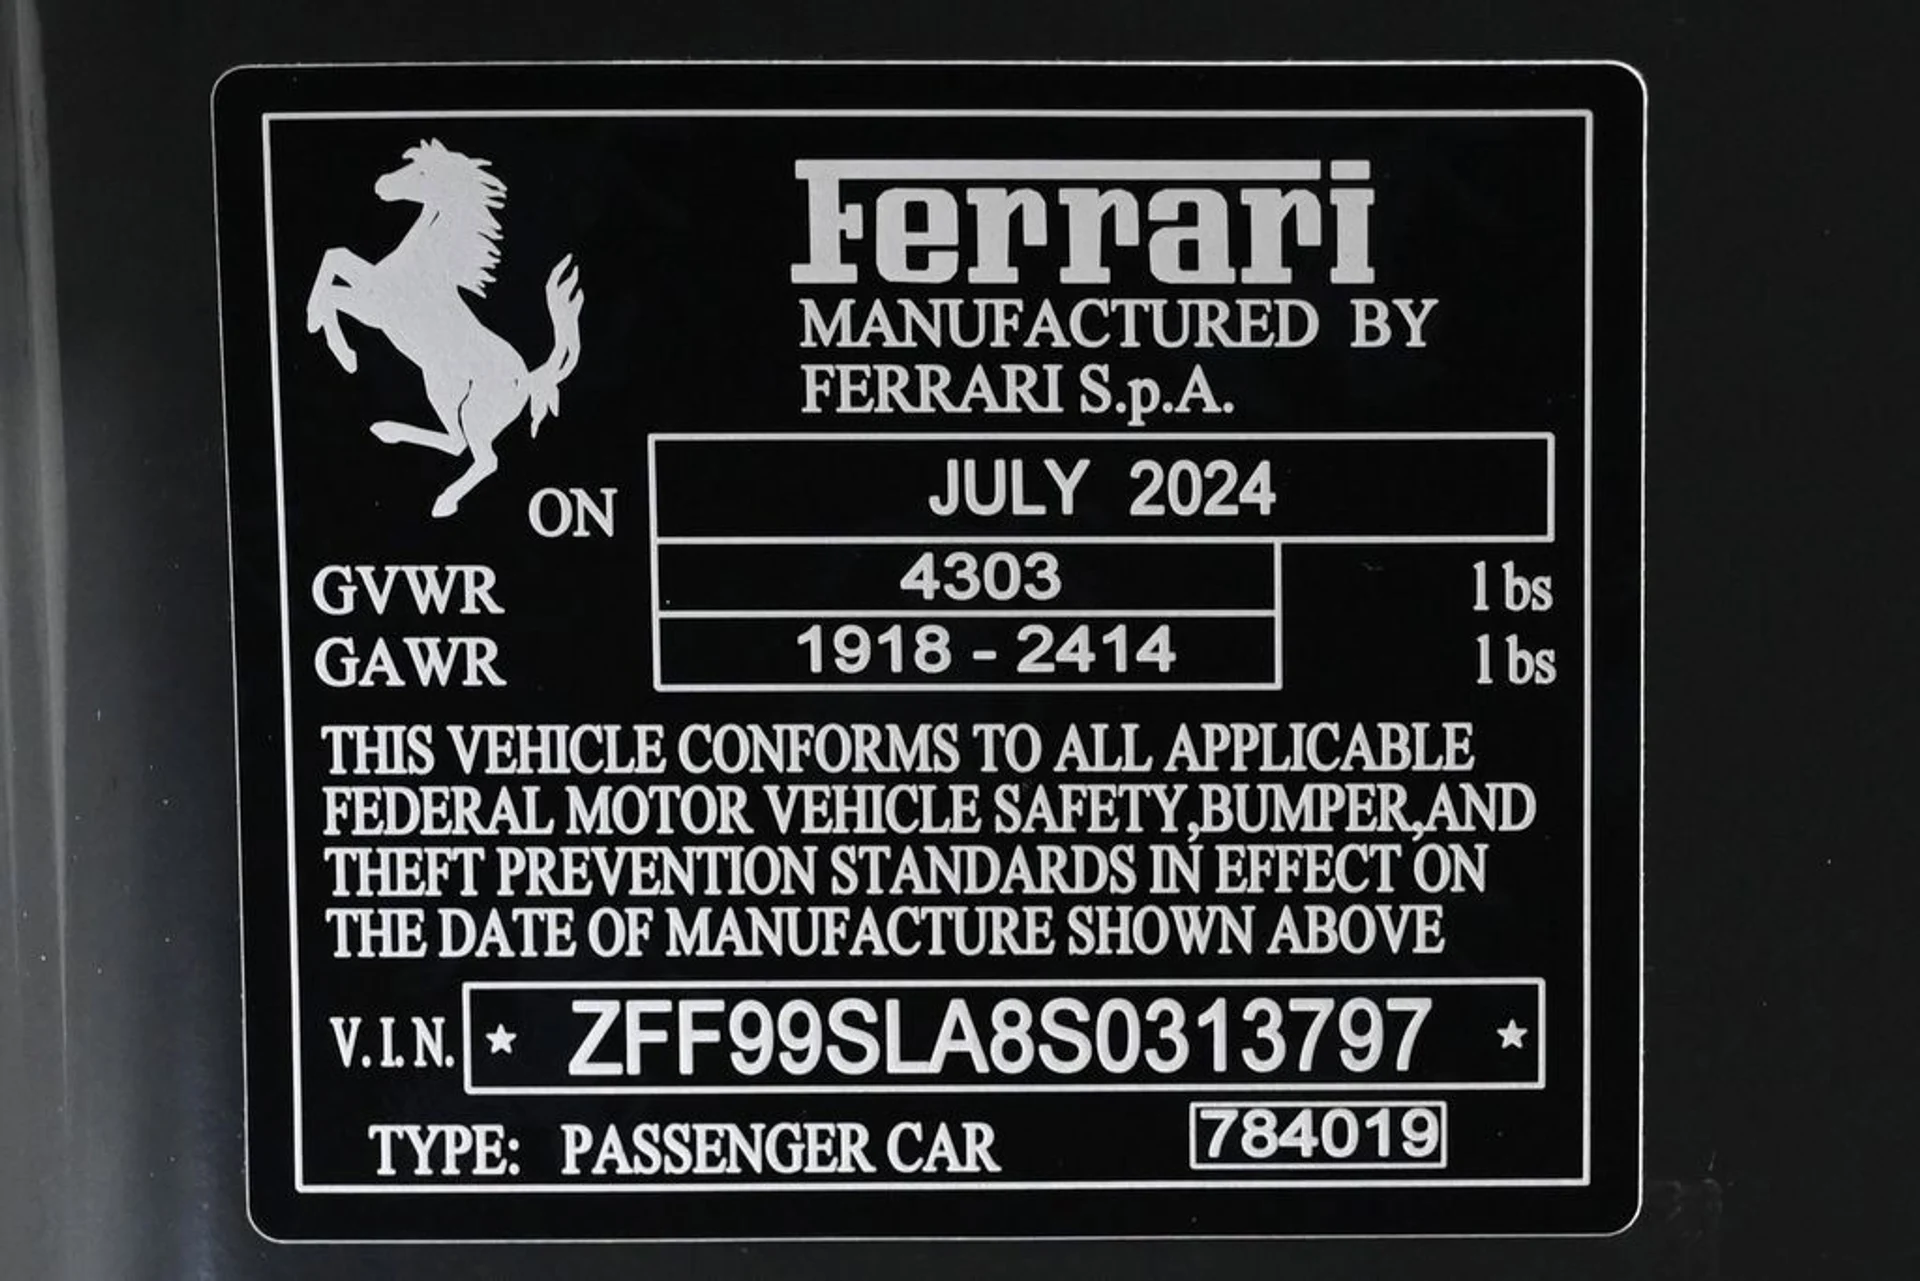 Ferrari
MANUFACTURED BY
FERRARI S.p.A.
ON JULY 2024
GVWR 4303 lbs
GAWR 1918 - 2414 lbs
THIS VEHICLE CONFORMS TO ALL APPLICABLE
FEDERAL MOTOR VEHICLE SAFETY,BUMPER,AND
THEFT PREVENTION STANDARDS IN EFFECT ON
THE DATE OF MANUFACTURE SHOWN ABOVE
V.I.N. ★ ZFF99SLA8S0313797 ★
TYPE: PASSENGER CAR 784019